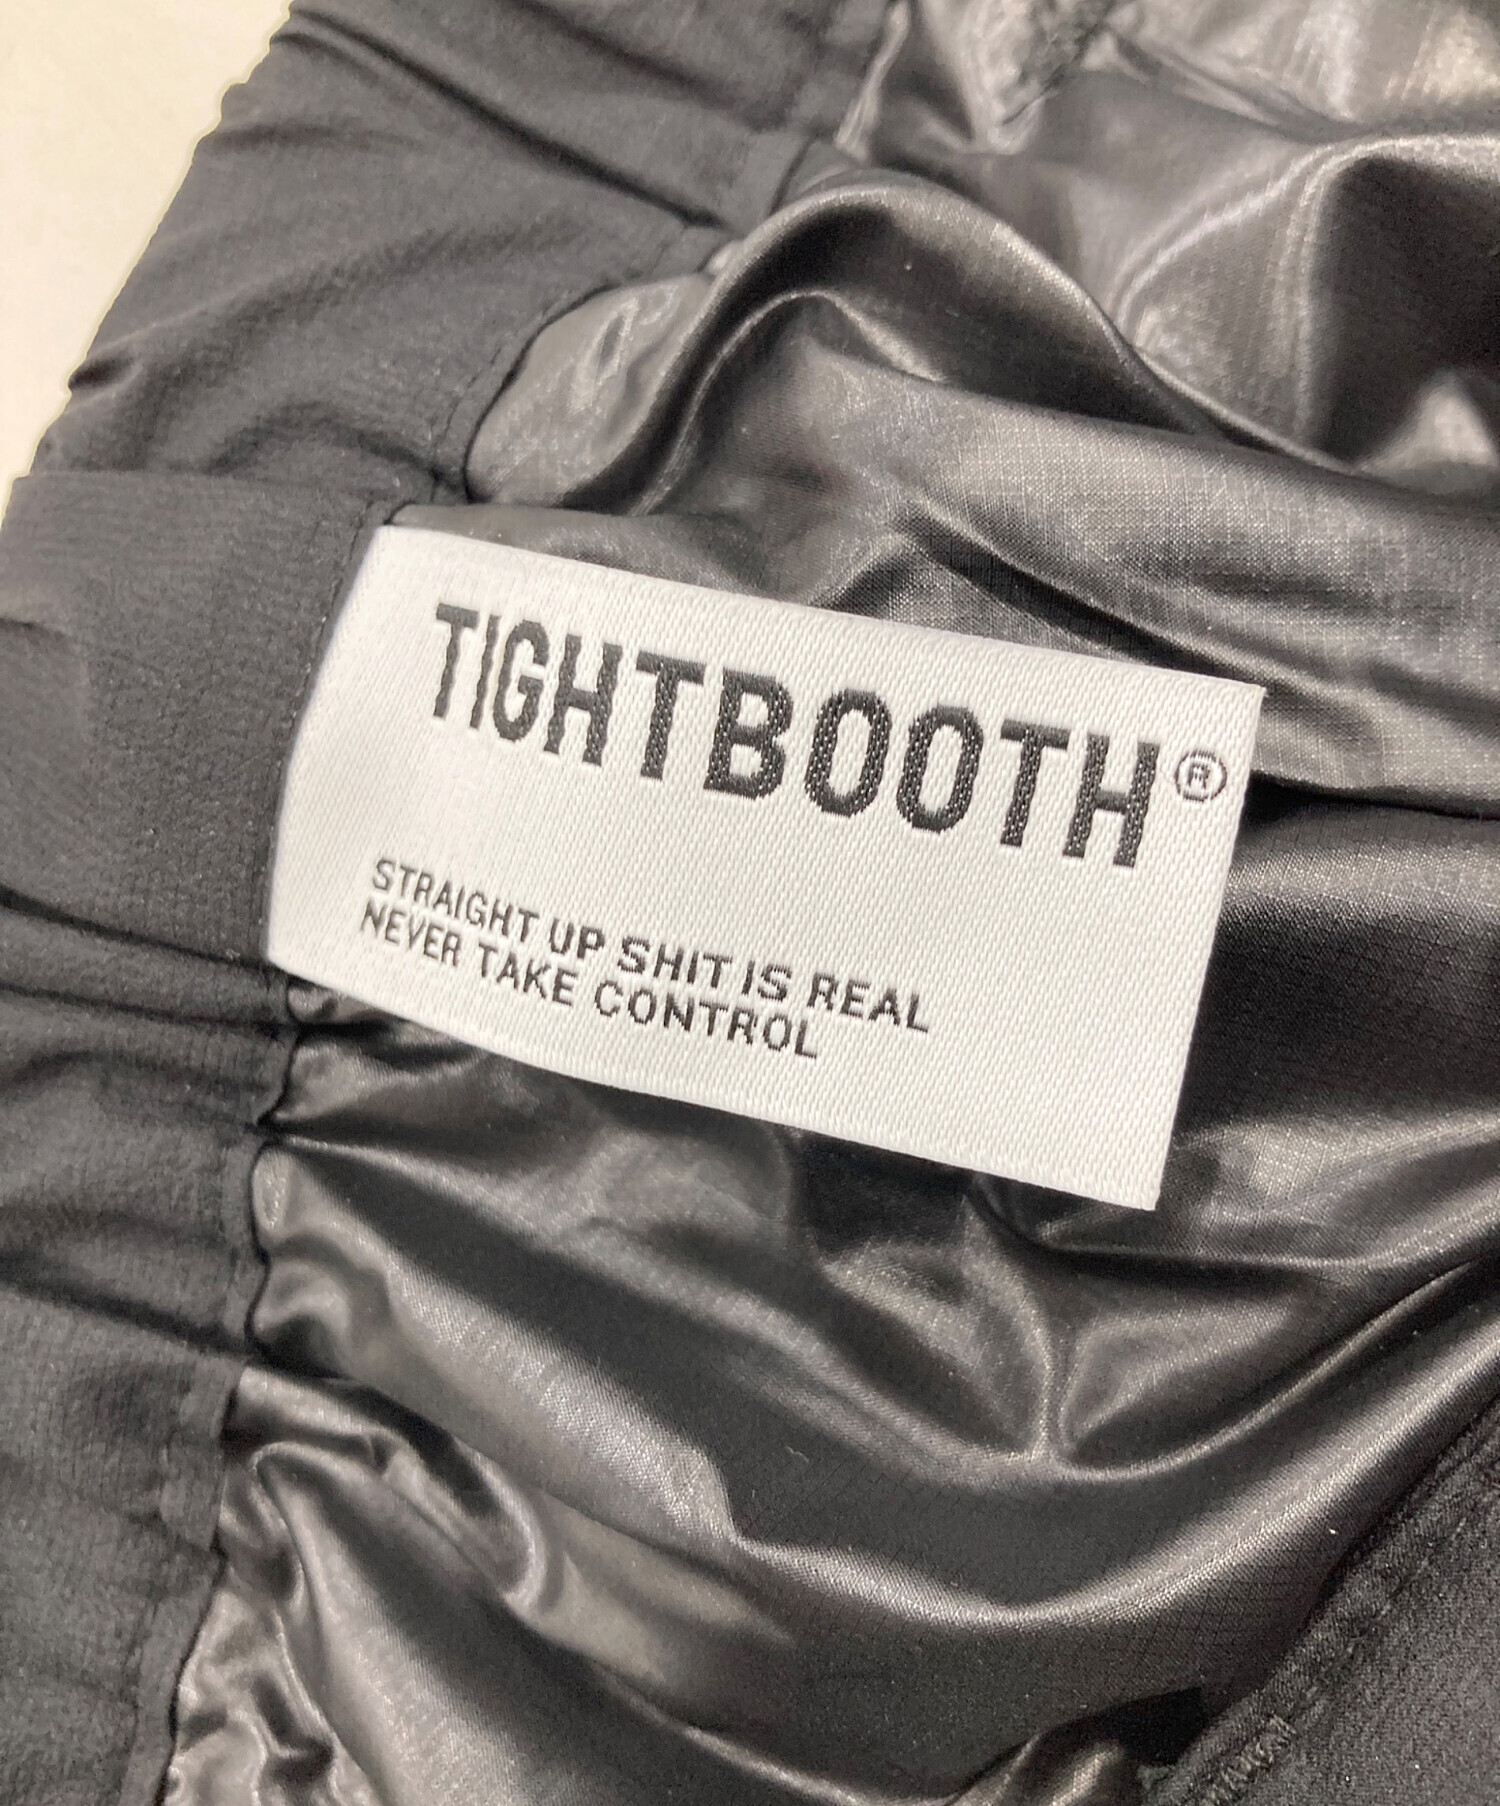 TIGHTBOOTH®
STRAIGHT UP SHIT IS REAL
NEVER TAKE CONTROL